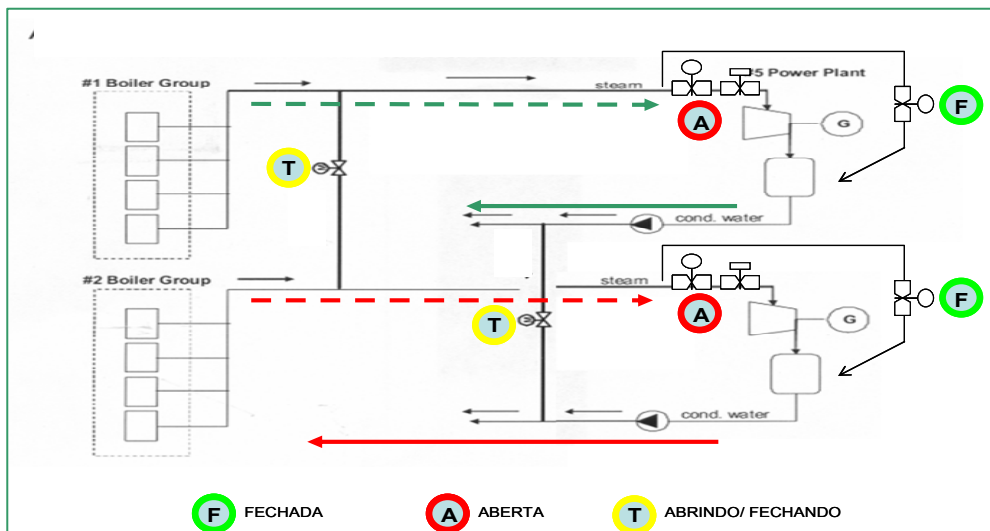 #1 Boiler Group
steam
5 Power Plant
A
F
T
G
cond. water
#2 Boiler Group
steam
A
F
T
G
cond. water
F FECHADA
A ABERTA
T ABRINDO/ FECHANDO